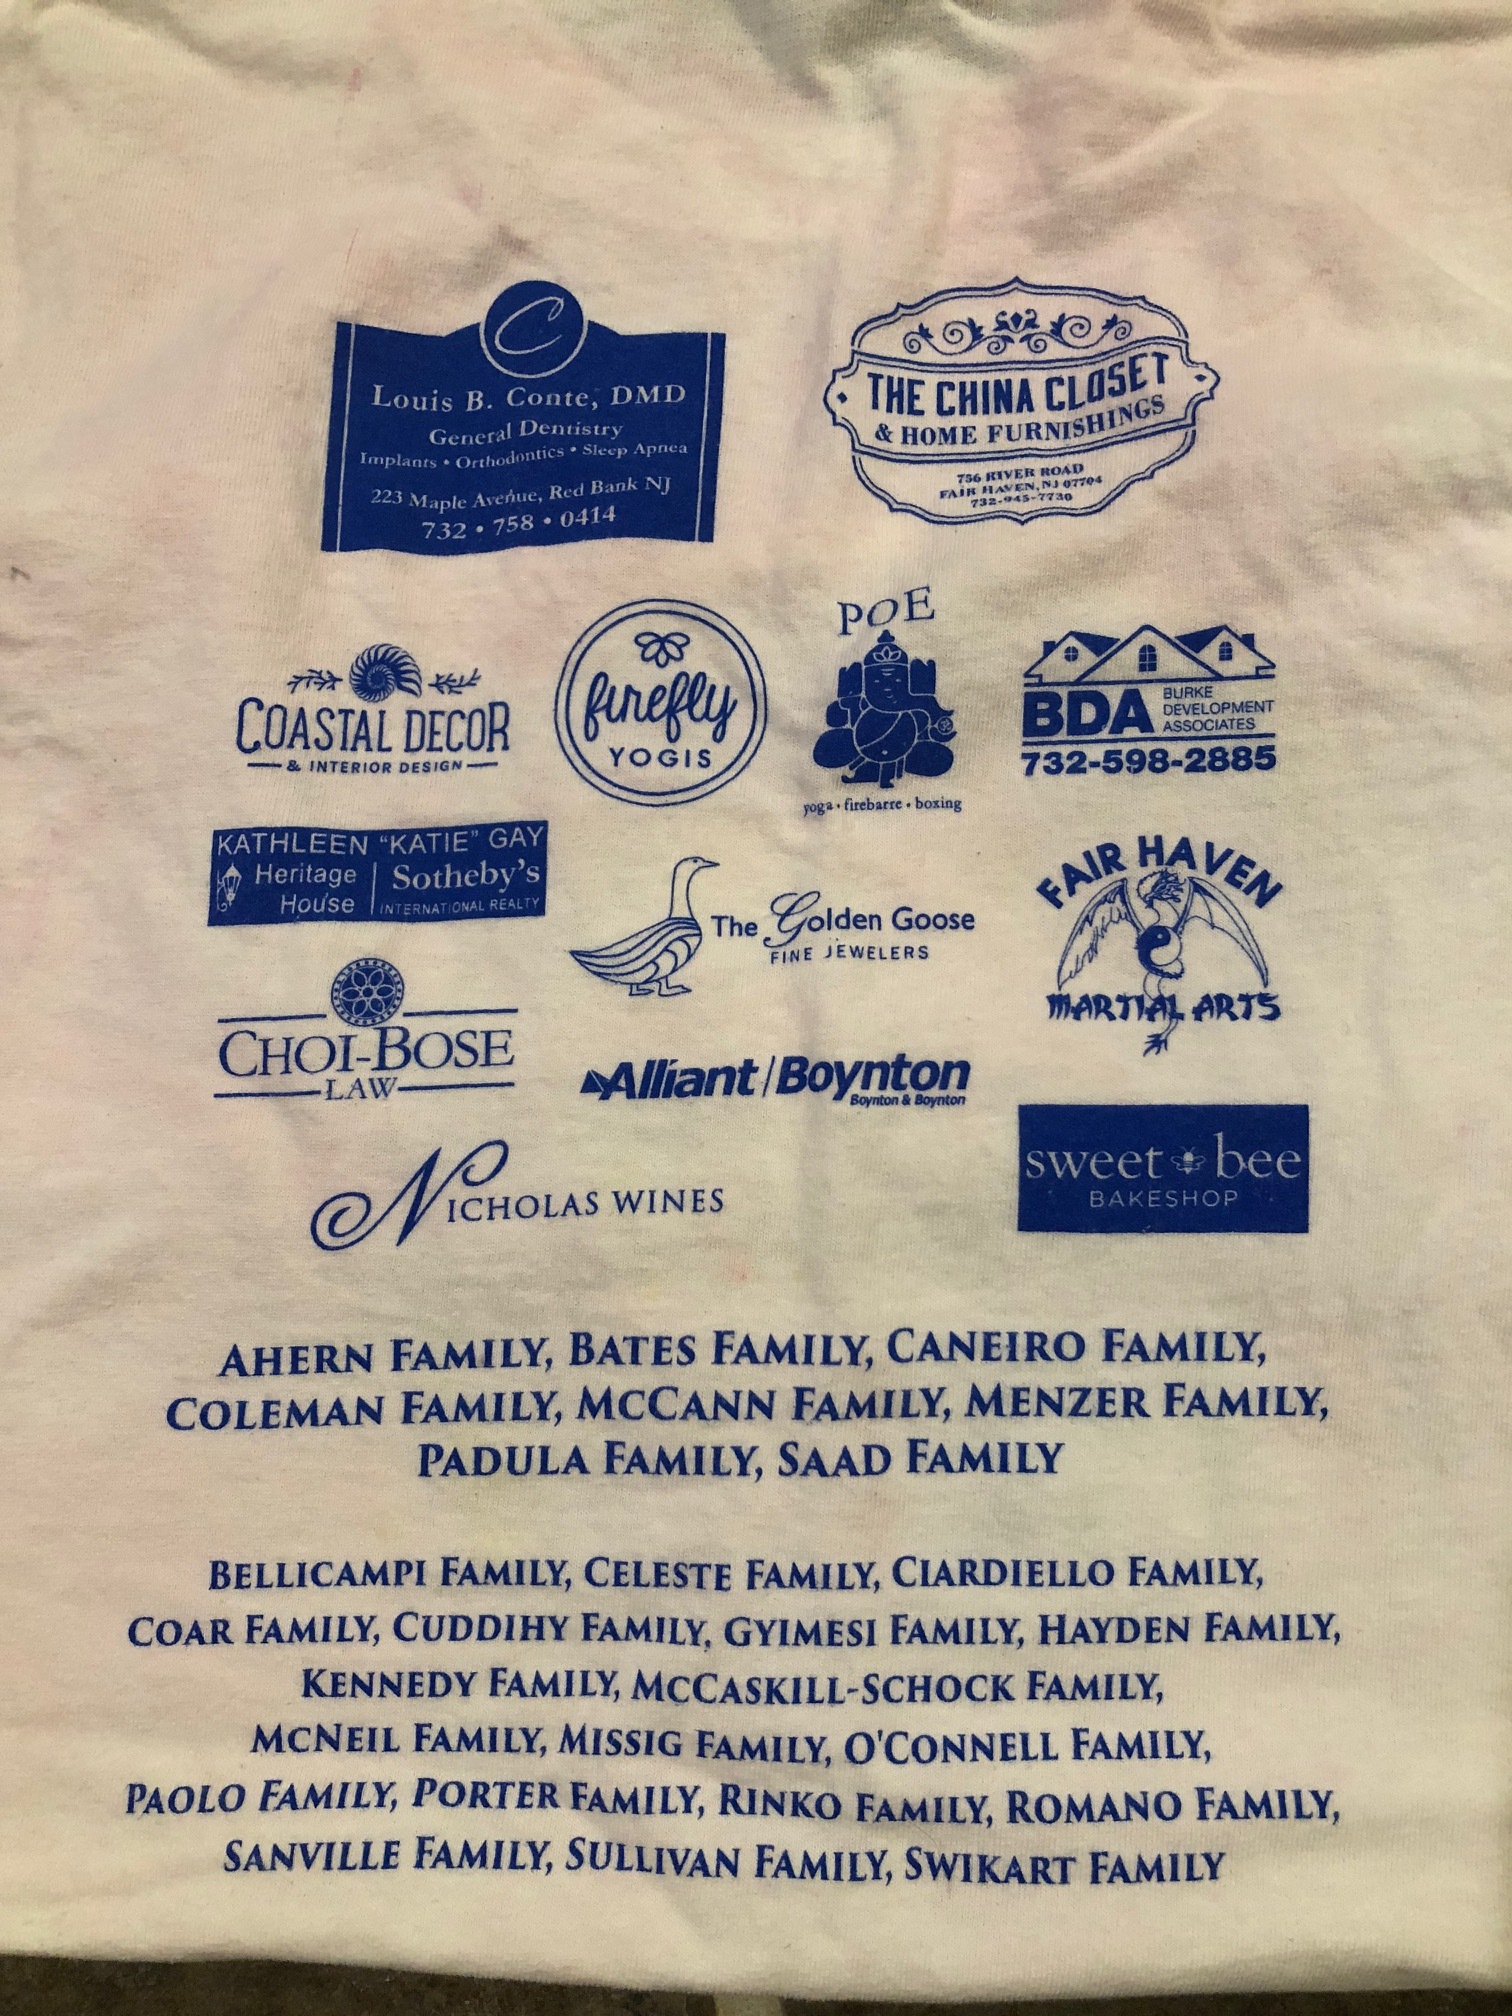 C
Louis B. Conte, DMD
General Dentistry
Implants • Orthodontics • Sleep Apnea
223 Maple Avenue, Red Bank NJ
732 • 758 • 0414
THE CHINA CLOSET
& HOME FURNISHINGS
756 RIVER ROAD
FAIR HAVEN, NJ 07704
732-945-7730
COASTAL DECOR
& INTERIOR DESIGN
firefly
YOGIS
POE
yoga • firebarre • boxing
BDA
BURKE
DEVELOPMENT
ASSOCIATES
732-598-2885
KATHLEEN "KATIE" GAY
Heritage
House
Sotheby's
INTERNATIONAL REALTY
The Golden Goose
FINE JEWELERS
FAIR HAVEN
MARTIAL ARTS
CHOI-BOSE
LAW
Alliant/Boynton
Boynton & Boynton
NICHOLAS WINES
sweet bee
BAKESHOP
AHERN FAMILY, BATES FAMILY, CANEIRO FAMILY,
COLEMAN FAMILY, MCCANN FAMILY, MENZER FAMILY,
PADULA FAMILY, SAAD FAMILY
BELLICAMPI FAMILY, CELESTE FAMILY, CIARDIELLO FAMILY,
COAR FAMILY, CUDDIHY FAMILY, GYIMESI FAMILY, HAYDEN FAMILY,
KENNEDY FAMILY, MCCASKILL-SCHOCK FAMILY,
MCNEIL FAMILY, MISSIG FAMILY, O'CONNELL FAMILY,
PAOLO FAMILY, PORTER FAMILY, RINKO FAMILY, ROMANO FAMILY,
SANVILLE FAMILY, SULLIVAN FAMILY, SWIKART FAMILY